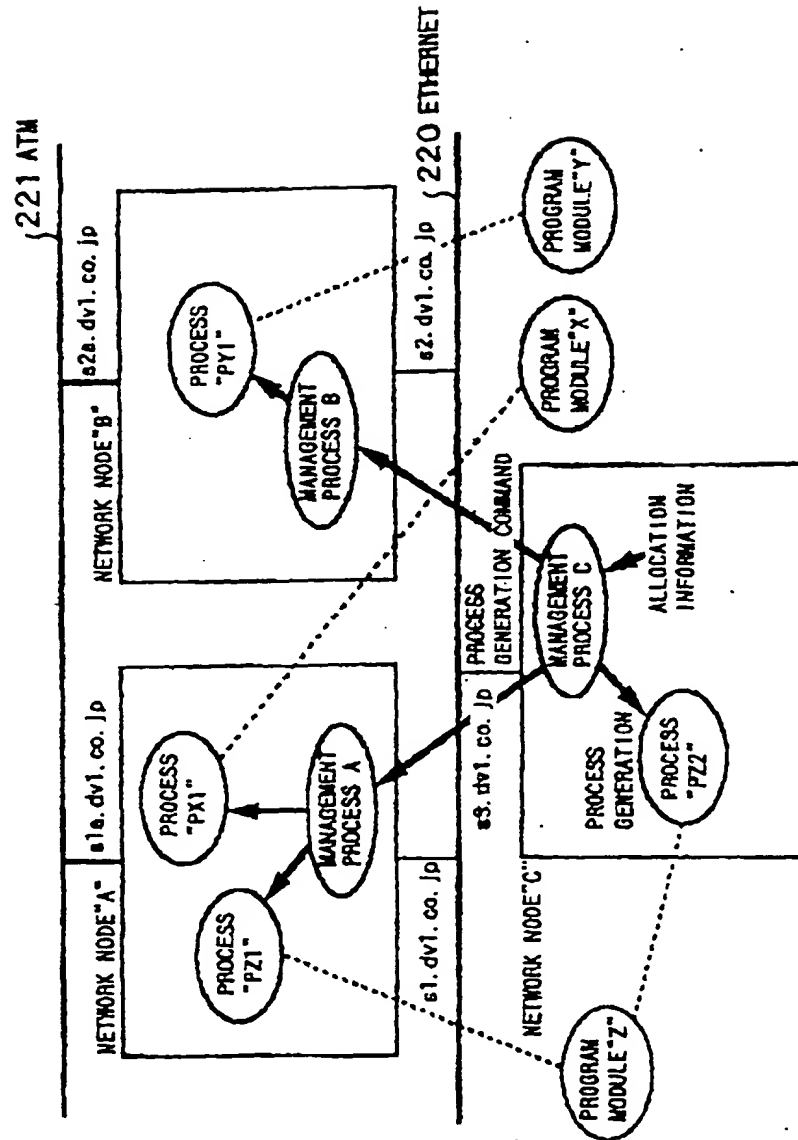 221 ATM
NETWORK NODE"A"
s1a.dv1.co.jp
NETWORK NODE"B"
s2a.dv1.co.jp
PROCESS
"PZ1"
PROCESS
"PX1"
MANAGEMENT
PROCESS A
PROCESS
"PY1"
MANAGEMENT
PROCESS B
s1.dv1.co.jp
s2.dv1.co.jp
220 ETHERNET
s3.dv1.co.jp
PROCESS
GENERATION COMMAND
NETWORK NODE"C"
MANAGEMENT
PROCESS C
PROCESS
GENERATION
PROCESS
"PZ2"
ALLOCATION
INFORMATION
PROGRAM
MODULE"Z"
PROGRAM
MODULE"X"
PROGRAM
MODULE"Y"